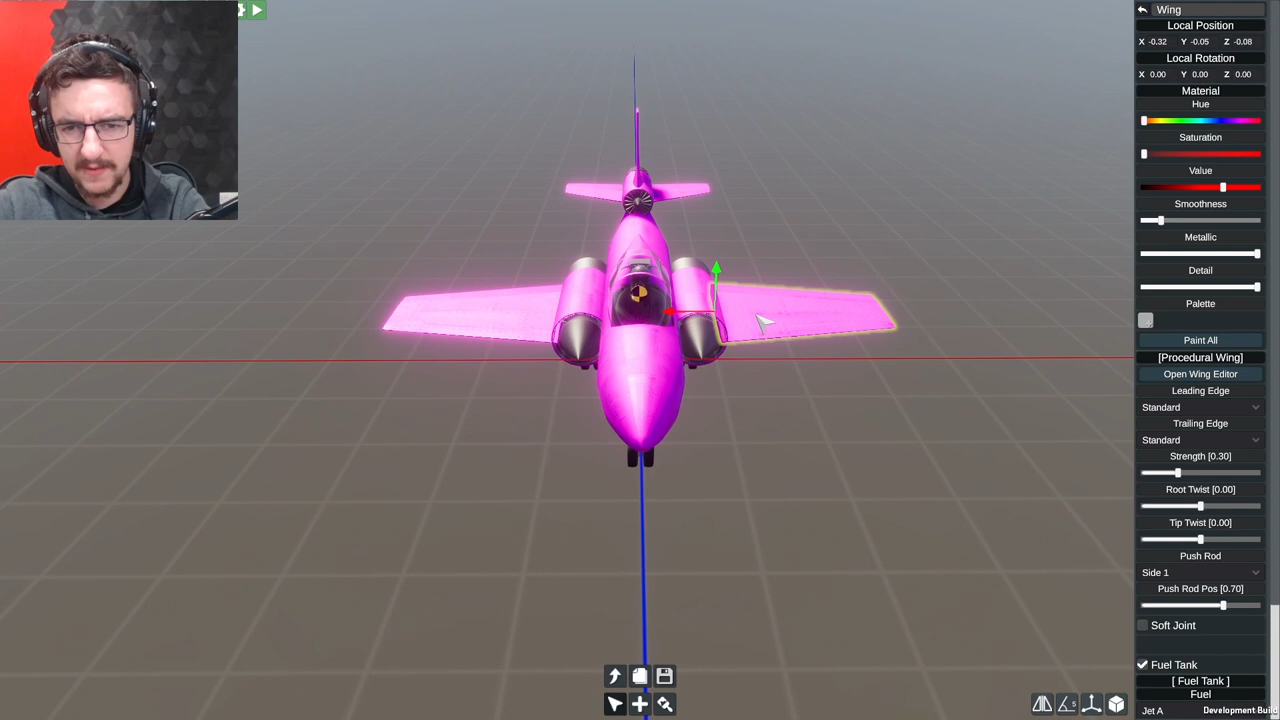 Wing
Local Position
X -0.32 Y -0.05 Z -0.08
Local Rotation
X 0.00 Y 0.00 Z 0.00
Material
Hue
Saturation
Value
Smoothness
Metallic
Detail
Palette
Paint All
[Procedural Wing]
Open Wing Editor
Leading Edge
Standard
Trailing Edge
Standard
Strength [0.30]
Root Twist [0.00]
Tip Twist [0.00]
Push Rod
Side 1
Push Rod Pos [0.70]
Soft Joint
Fuel Tank
[ Fuel Tank ]
Fuel
Jet A
Development Build
5